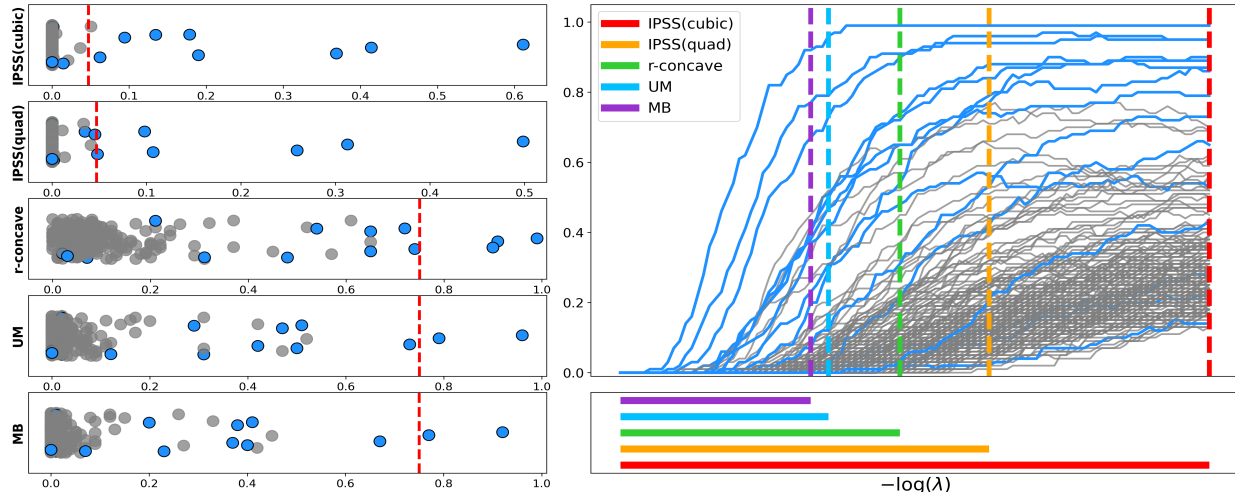 IPSS(cubic)
0.0 0.1 0.2 0.3 0.4 0.5 0.6
IPSS(quad)
0.0 0.1 0.2 0.3 0.4 0.5
r-concave
0.0 0.2 0.4 0.6 0.8 1.0
UM
0.0 0.2 0.4 0.6 0.8 1.0
MB
0.0 0.2 0.4 0.6 0.8 1.0
1.0
0.8
0.6
0.4
0.2
0.0
IPSS(cubic)
IPSS(quad)
r-concave
UM
MB
−log(λ)